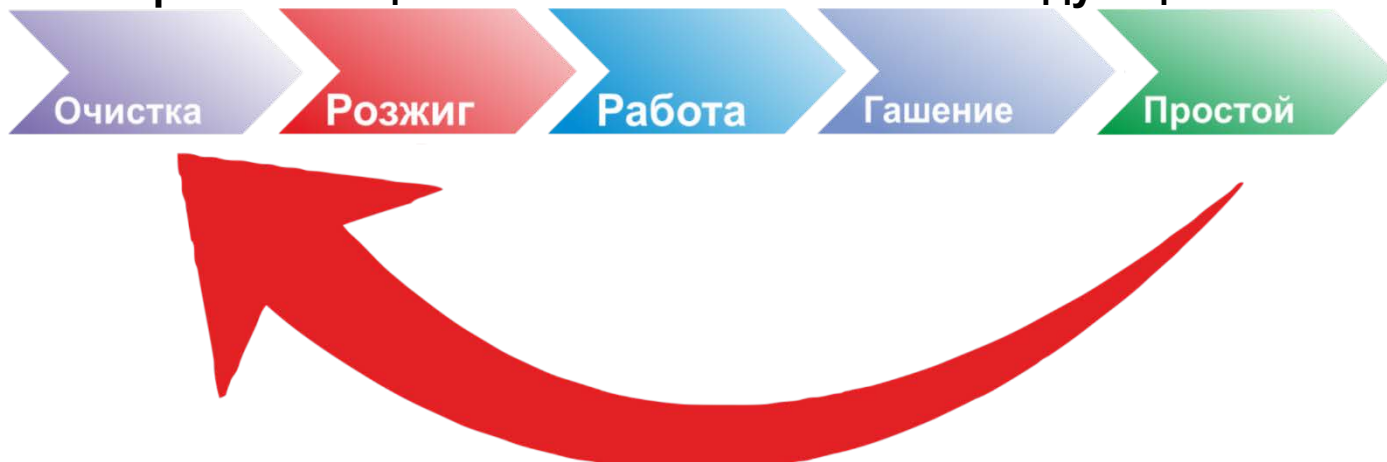 Очистка
Розжиг
Работа
Гашение
Простой